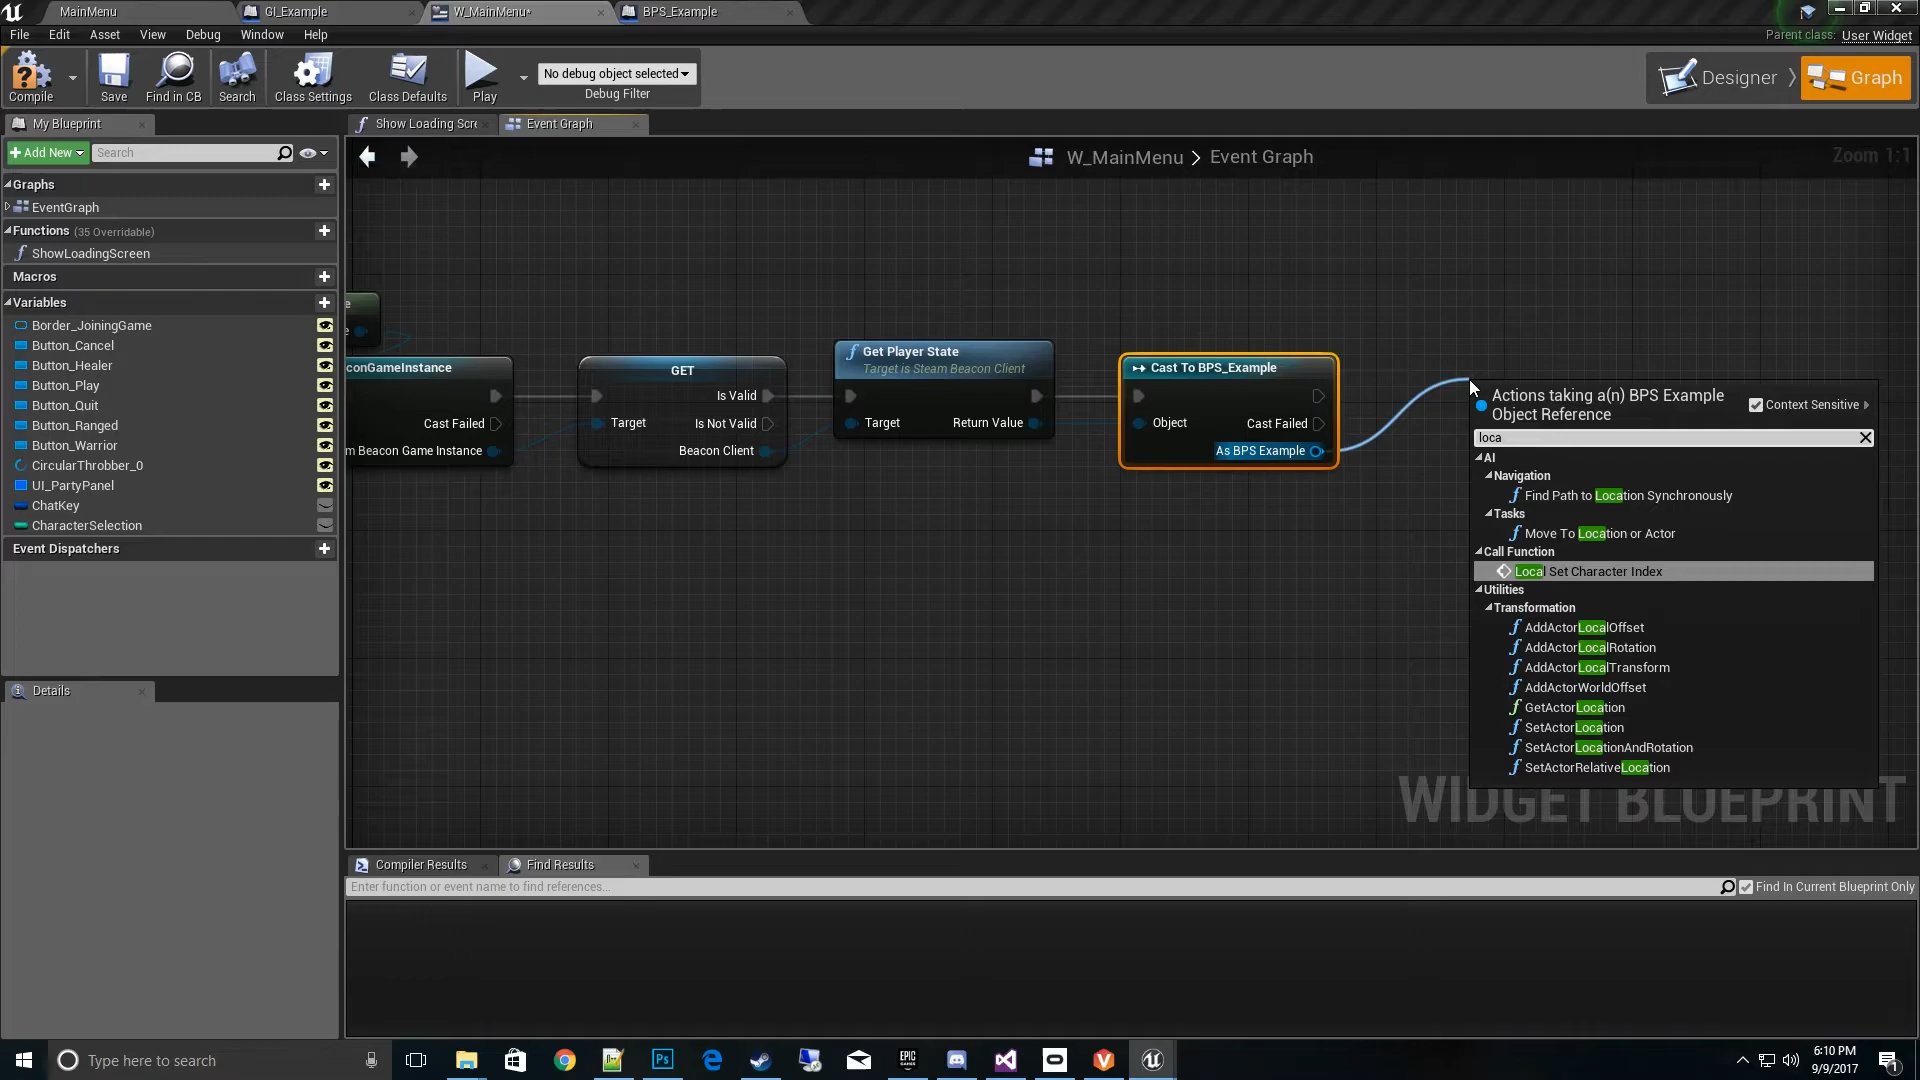 MainMenu
GI_Example
W_MainMenu*
BPS_Example
File Edit Asset View Debug Window Help
Parent class: User Widget
Compile
Save
Find in CB
Search
Class Settings
Class Defaults
Play
No debug object selected
Debug Filter
Designer
Graph
My Blueprint
Add New
Search
Graphs
EventGraph
Functions (35 Overridable)
ShowLoadingScreen
Macros
Variables
Border_JoiningGame
Button_Cancel
Button_Healer
Button_Play
Button_Quit
Button_Ranged
Button_Warrior
CircularThrobber_0
UI_PartyPanel
ChatKey
CharacterSelection
Event Dispatchers
Details
Show Loading Scre
Event Graph
W_MainMenu > Event Graph
Zoom 1:1
e
e
conGameInstance
Cast Failed
m Beacon Game Instance
GET
Is Valid
Target
Is Not Valid
Beacon Client
Get Player State
Target is Steam Beacon Client
Target
Return Value
Cast To BPS_Example
Object
Cast Failed
As BPS Example
Actions taking a(n) BPS Example
Object Reference
Context Sensitive
loca
AI
Navigation
Find Path to Location Synchronously
Tasks
Move To Location or Actor
Call Function
Local Set Character Index
Utilities
Transformation
AddActorLocalOffset
AddActorLocalRotation
AddActorLocalTransform
AddActorWorldOffset
GetActorLocation
SetActorLocation
SetActorLocationAndRotation
SetActorRelativeLocation
WIDGET BLUEPRINT
Compiler Results
Find Results
Enter function or event name to find references...
Find In Current Blueprint Only
Type here to search
Ps
EPIC GAMES
6:10 PM
9/9/2017
1